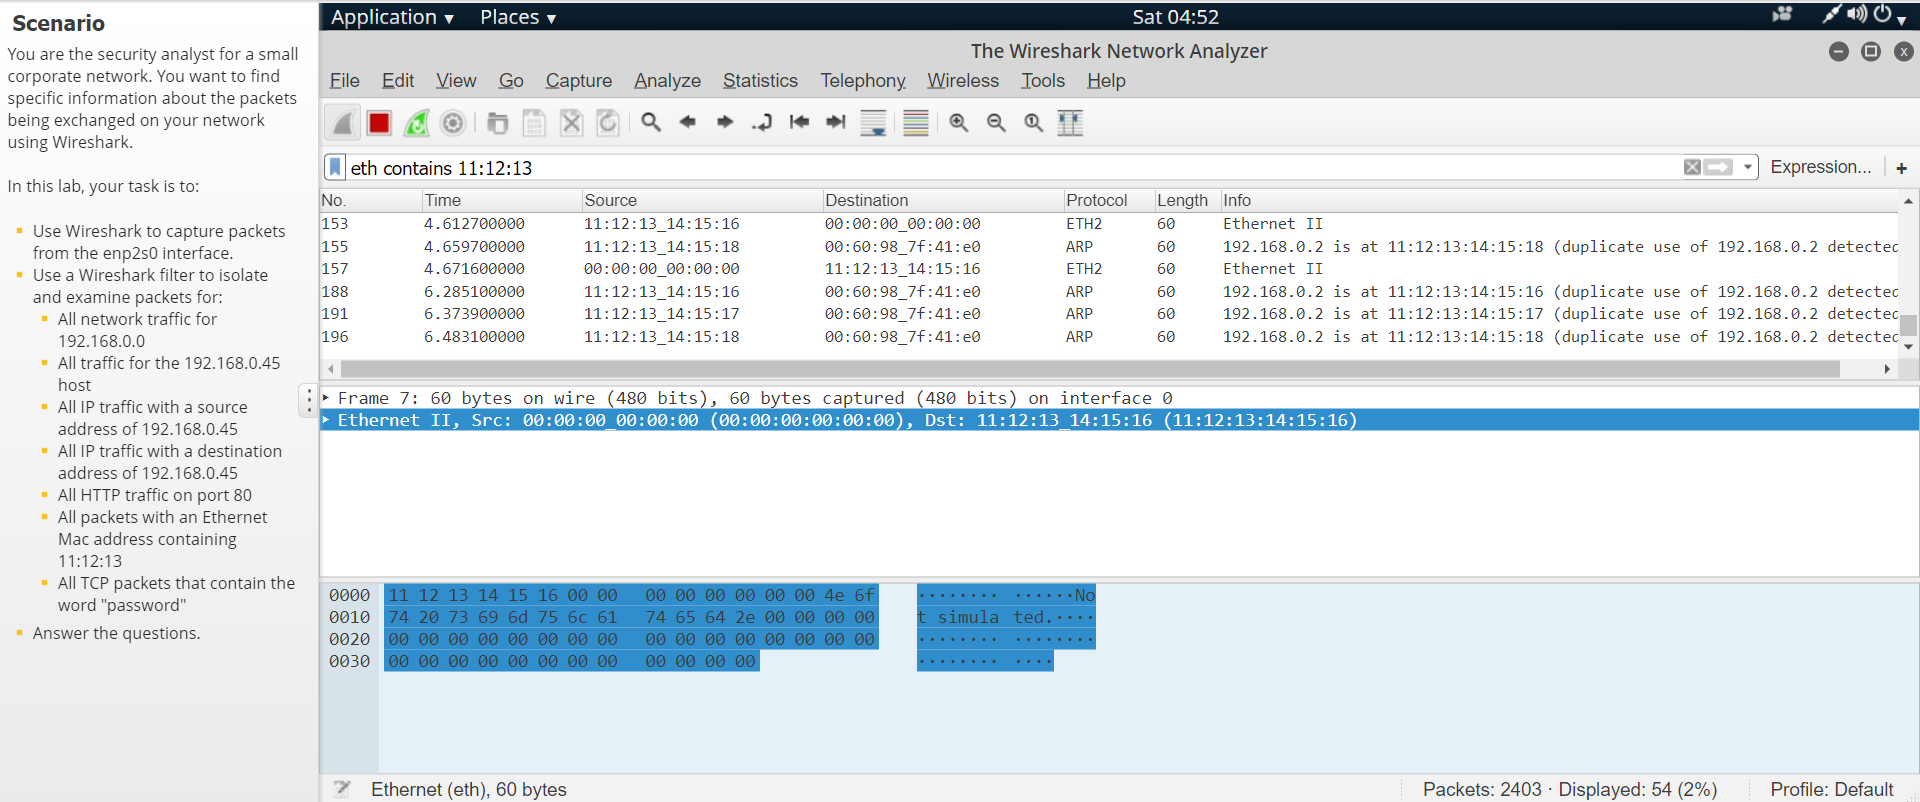 Scenario
You are the security analyst for a small
corporate network. You want to find
specific information about the packets
being exchanged on your network
using Wireshark.
In this lab, your task is to:
Use Wireshark to capture packets
from the enp2s0 interface.
Use a Wireshark filter to isolate
and examine packets for:
All network traffic for
192.168.0.0
All traffic for the 192.168.0.45
host
All IP traffic with a source
address of 192.168.0.45
All IP traffic with a destination
address of 192.168.0.45
All HTTP traffic on port 80
All packets with an Ethernet
Mac address containing
11:12:13
All TCP packets that contain the
word "password"
Answer the questions.
Application Places Sat 04:52
The Wireshark Network Analyzer
File Edit View Go Capture Analyze Statistics Telephony Wireless Tools Help
eth contains 11:12:13 Expression... +
No. Time Source Destination Protocol Length Info
153 4.612700000 11:12:13_14:15:16 00:00:00_00:00:00 ETH2 60 Ethernet II
155 4.659700000 11:12:13_14:15:18 00:60:98_7f:41:e0 ARP 60 192.168.0.2 is at 11:12:13:14:15:18 (duplicate use of 192.168.0.2 detected
157 4.671600000 00:00:00_00:00:00 11:12:13_14:15:16 ETH2 60 Ethernet II
188 6.285100000 11:12:13_14:15:16 00:60:98_7f:41:e0 ARP 60 192.168.0.2 is at 11:12:13:14:15:16 (duplicate use of 192.168.0.2 detected
191 6.373900000 11:12:13_14:15:17 00:60:98_7f:41:e0 ARP 60 192.168.0.2 is at 11:12:13:14:15:17 (duplicate use of 192.168.0.2 detected
196 6.483100000 11:12:13_14:15:18 00:60:98_7f:41:e0 ARP 60 192.168.0.2 is at 11:12:13:14:15:18 (duplicate use of 192.168.0.2 detected
Frame 7: 60 bytes on wire (480 bits), 60 bytes captured (480 bits) on interface 0
Ethernet II, Src: 00:00:00_00:00:00 (00:00:00:00:00:00), Dst: 11:12:13_14:15:16 (11:12:13:14:15:16)
0000 11 12 13 14 15 16 00 00 00 00 00 00 00 00 4e 6f ········ ······No
0010 74 20 73 69 6d 75 6c 61 74 65 64 2e 00 00 00 00 t simula ted.····
0020 00 00 00 00 00 00 00 00 00 00 00 00 00 00 00 00 ········ ········
0030 00 00 00 00 00 00 00 00 00 00 00 00 ········ ····
Ethernet (eth), 60 bytes Packets: 2403 · Displayed: 54 (2%) Profile: Default